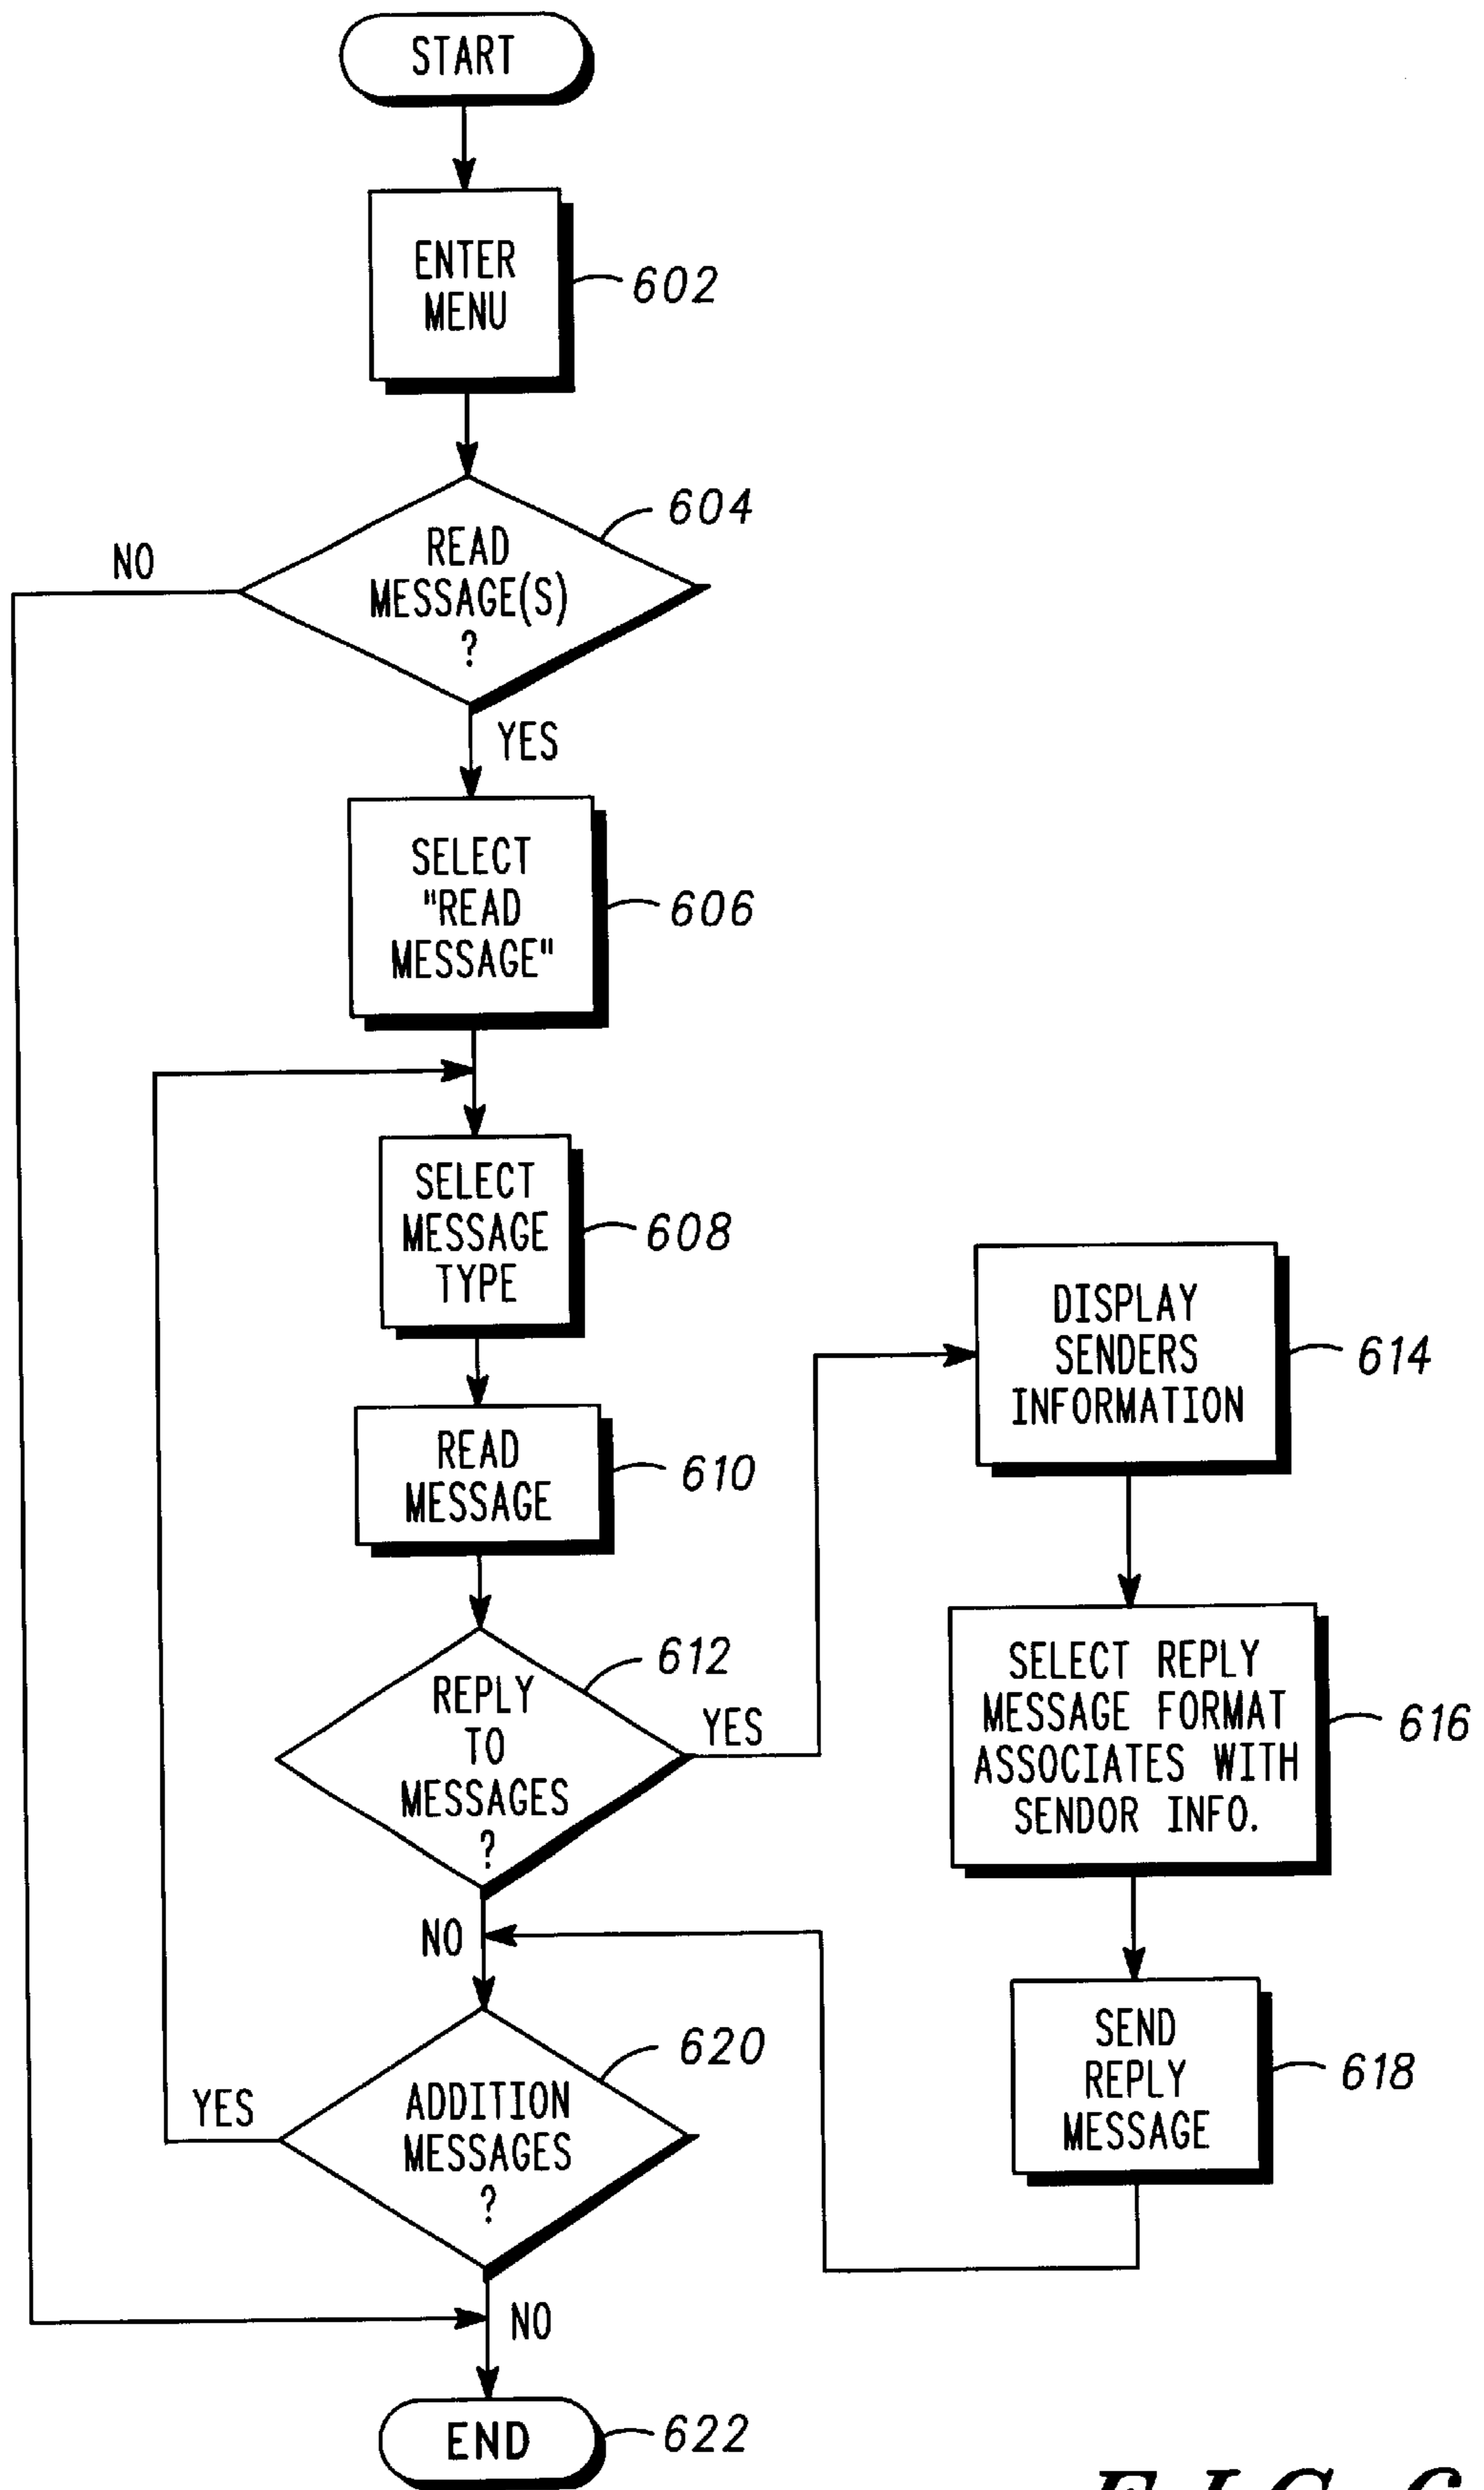 START
ENTER
MENU
602
604
READ
MESSAGE(S)
?
NO
YES
SELECT
"READ
MESSAGE"
606
SELECT
MESSAGE
TYPE
608
READ
MESSAGE
610
612
REPLY
TO
MESSAGES
?
YES
NO
DISPLAY
SENDERS
INFORMATION
614
SELECT REPLY
MESSAGE FORMAT
ASSOCIATES WITH
SENDOR INFO.
616
SEND
REPLY
MESSAGE
618
620
ADDITION
MESSAGES
?
YES
NO
END
622